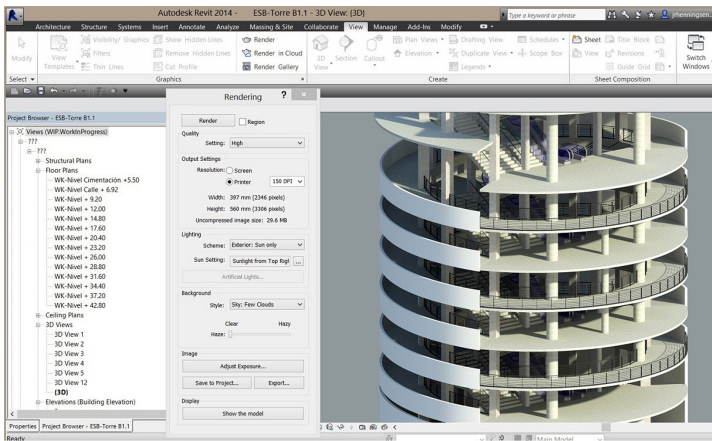 Autodesk Revit 2014 - ESB-Torre B1.1 - 3D View: {3D}
Type a keyword or phrase
jrhenningsen...
Architecture Structure Systems Insert Annotate Analyze Massing & Site Collaborate View Manage Add-Ins Modify
Modify
View Templates
Visibility/ Graphics
Filters
Thin Lines
Show Hidden Lines
Remove Hidden Lines
Cut Profile
Render
Render in Cloud
Render Gallery
3D View
Section
Callout
Plan Views
Elevation
Drafting View
Duplicate View
Legends
Schedules
Scope Box
Sheet
View
Title Block
Revisions
Guide Grid
Switch Windows
Select
Graphics
Create
Sheet Composition
Project Browser - ESB-Torre B1.1
Views (WIP.WorkInProgress)
???
???
Structural Plans
Floor Plans
WK-Nivel Cimentación +5.50
WK-Nivel Calle + 6.92
WK-Nivel + 9.20
WK-Nivel + 12.00
WK-Nivel + 14.80
WK-Nivel + 17.60
WK-Nivel + 20.40
WK-Nivel + 23.20
WK-Nivel + 26.00
WK-Nivel + 28.80
WK-Nivel + 31.60
WK-Nivel + 34.40
WK-Nivel + 37.20
WK-Nivel + 42.80
Ceiling Plans
3D Views
3D View 1
3D View 2
3D View 3
3D View 4
3D View 5
3D View 12
{3D}
Elevations (Building Elevation)
Properties
Project Browser - ESB-Torre B1.1
Ready
Rendering
?
Render
Region
Quality
Setting: High
Output Settings
Resolution: Screen
Printer 150 DPI
Width: 397 mm (2346 pixels)
Height: 560 mm (3306 pixels)
Uncompressed image size: 29.6 MB
Lighting
Scheme: Exterior: Sun only
Sun Setting: Sunlight from Top Rigl ...
Artificial Lights...
Background
Style: Sky: Few Clouds
Clear Hazy
Haze:
Image
Adjust Exposure...
Save to Project...
Export...
Display
Show the model
Main Model